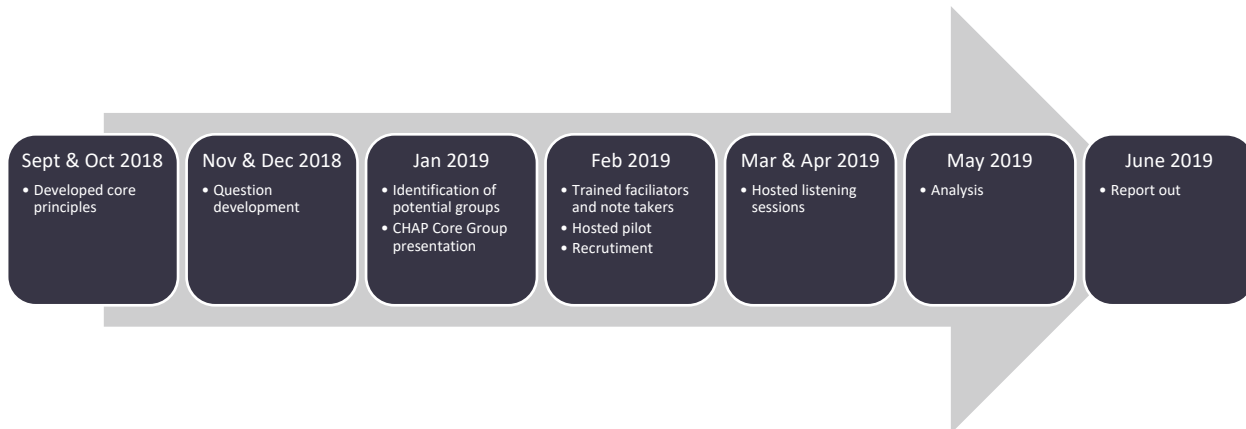 Sept & Oct 2018
• Developed core
principles
Nov & Dec 2018
• Question
development
Jan 2019
• Identification of
potential groups
• CHAP Core Group
presentation
Feb 2019
• Trained faciliators
and note takers
• Hosted pilot
• Recrutiment
Mar & Apr 2019
• Hosted listening
sessions
May 2019
• Analysis
June 2019
• Report out